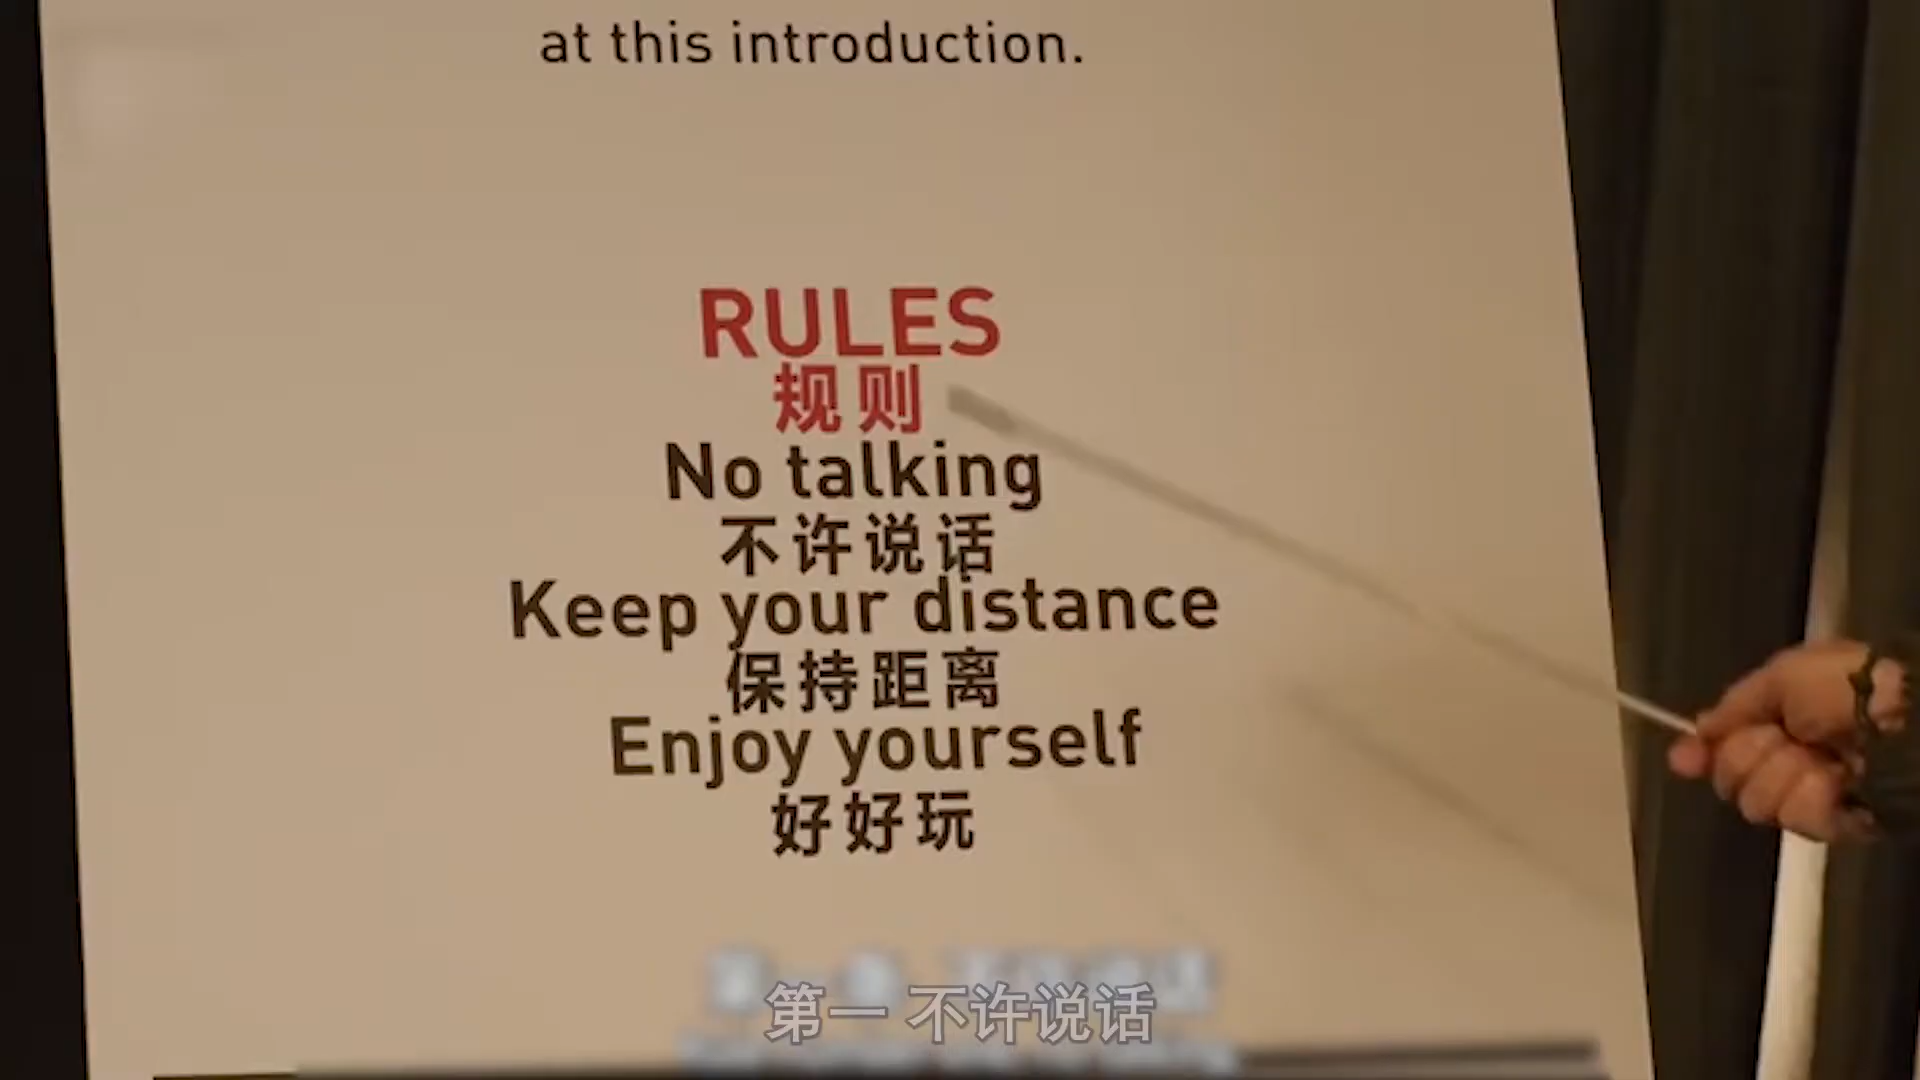 at this introduction.
RULES
规则
No talking
不许说话
Keep your distance
保持距离
Enjoy yourself
好好玩
第一 不许说话